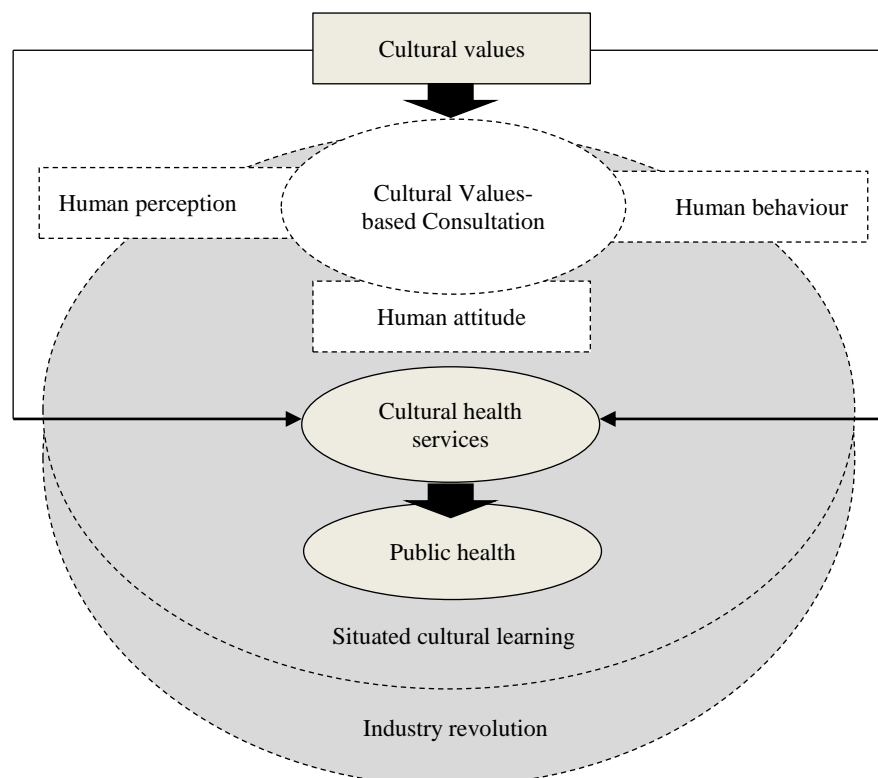 Cultural values
Human perception
Cultural Values-
based Consultation
Human behaviour
Human attitude
Cultural health
services
Public health
Situated cultural learning
Industry revolution